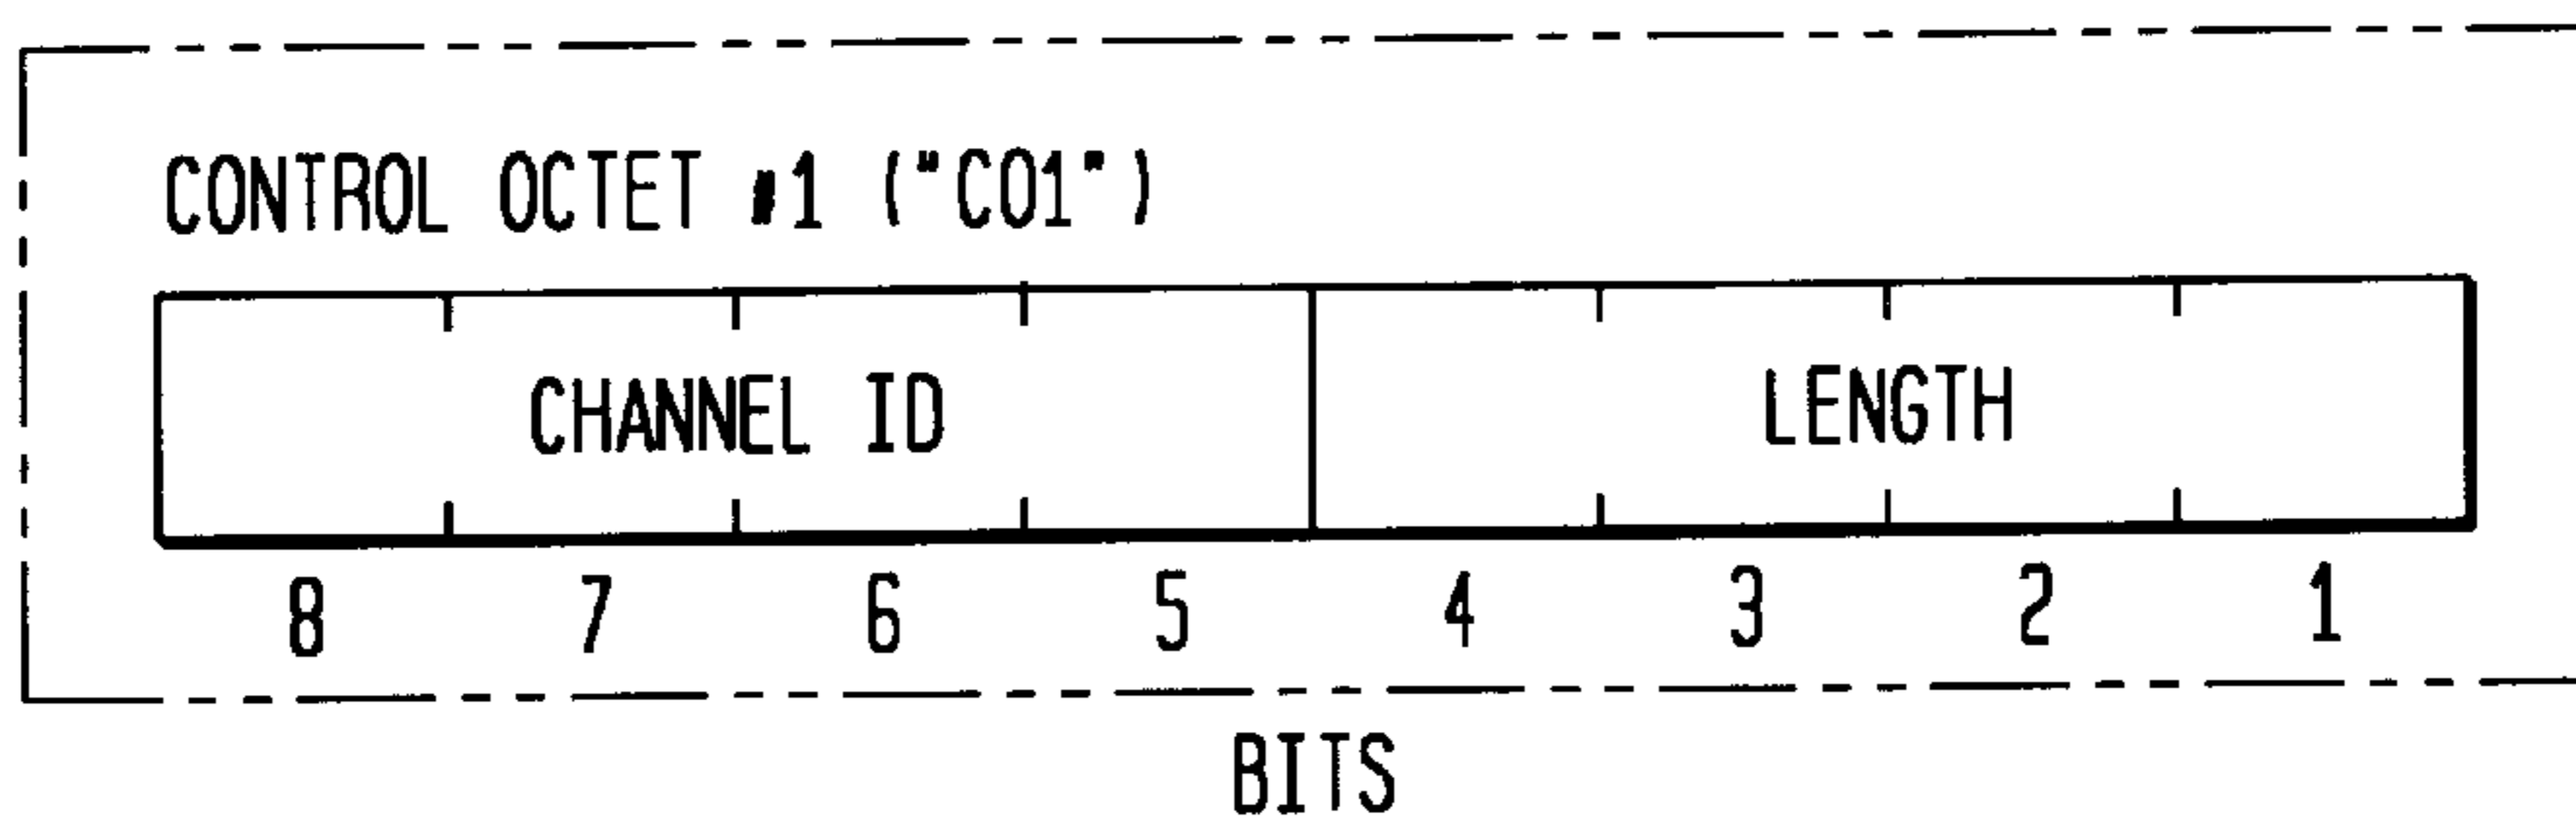 CONTROL OCTET #1 ("CO1")
CHANNEL ID LENGTH
8 7 6 5 4 3 2 1
BITS